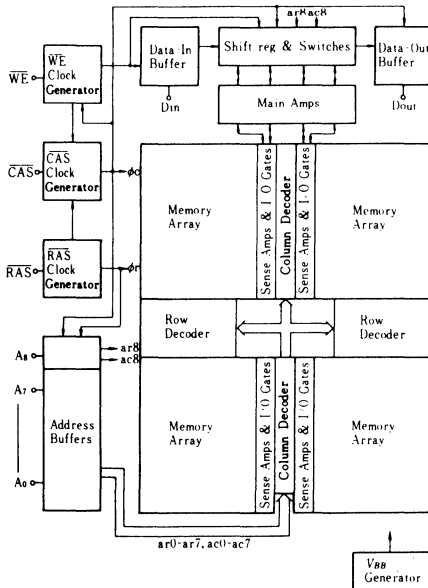 ar8 ac8
WE
Clock
Generator
WE
Data-In
Buffer
Din
Shift reg & Switches
Data-Out
Buffer
Dout
Main Amps
CAS
Clock
Generator
CAS
φc
RAS
Clock
Generator
RAS
φr
Memory
Array
Sense Amps & I/O Gates
Column Decoder
Sense Amps & I/O Gates
Memory
Array
Row
Decoder
Row
Decoder
A8
ar8
ac8
A7
Address
Buffers
A0
Memory
Array
Sense Amps & I/O Gates
Column Decoder
Sense Amps & I/O Gates
Memory
Array
ar0-ar7, ac0-ac7
VBB
Generator